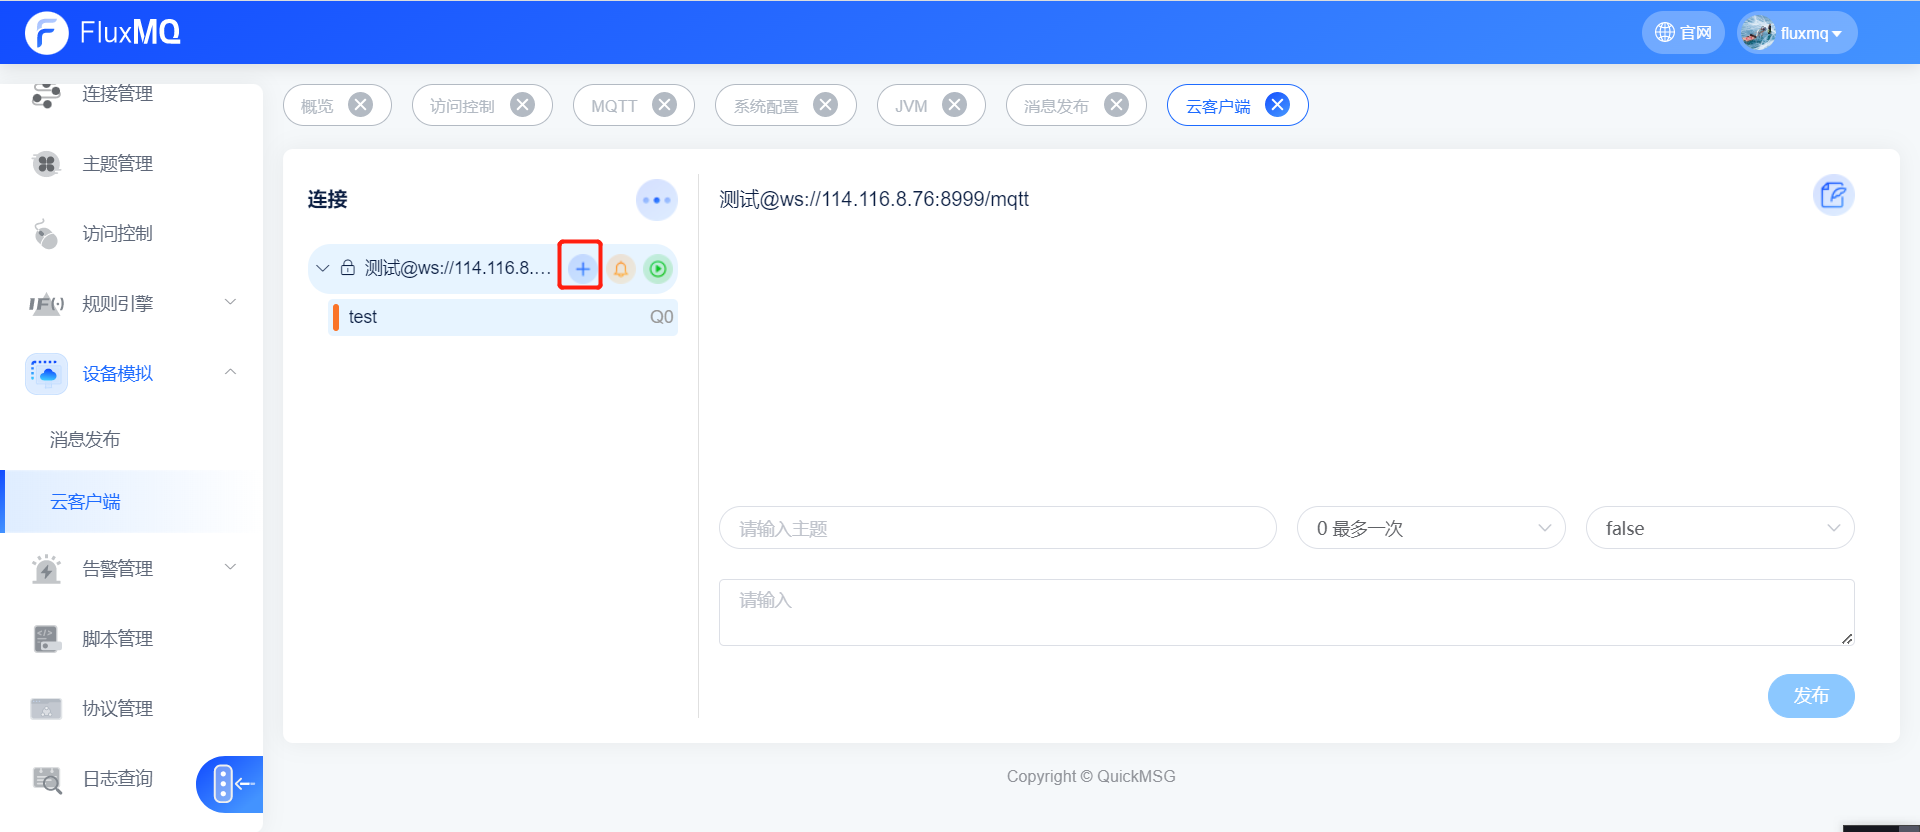 FluxMQ
官网
fluxmq
连接管理
主题管理
访问控制
规则引擎
设备模拟
消息发布
云客户端
告警管理
脚本管理
协议管理
日志查询
概览
访问控制
MQTT
系统配置
JVM
消息发布
云客户端
连接
测试@ws://114.116.8....
test
Q0
测试@ws://114.116.8.76:8999/mqtt
请输入主题
0 最多一次
false
请输入
发布
Copyright © QuickMSG